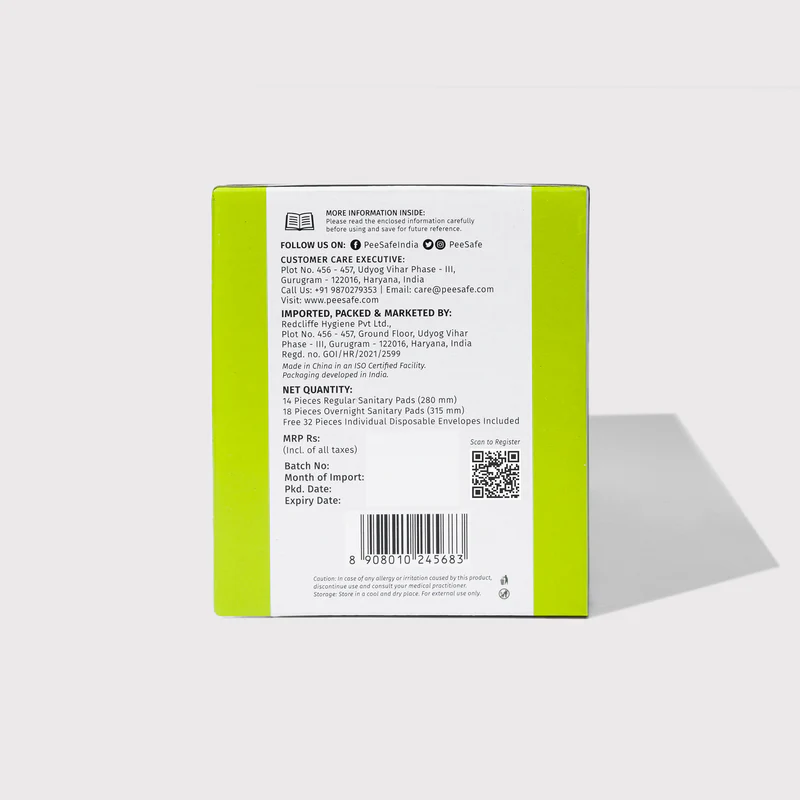 MORE INFORMATION INSIDE:
Please read the enclosed information carefully
before using and save for future reference.
FOLLOW US ON: PeeSafeIndia PeeSafe
CUSTOMER CARE EXECUTIVE:
Plot No. 456 - 457, Udyog Vihar Phase - III,
Gurugram - 122016, Haryana, India
Call Us: +91 9870279353 | Email: care@peesafe.com
Visit: www.peesafe.com
IMPORTED, PACKED & MARKETED BY:
Redcliffe Hygiene Pvt Ltd.,
Plot No. 456 - 457, Ground Floor, Udyog Vihar
Phase - III, Gurugram - 122016, Haryana, India
Regd. no. GOI/HR/2021/2599
Made in China in an ISO Certified Facility.
Packaging developed in India.
NET QUANTITY:
14 Pieces Regular Sanitary Pads (280 mm)
18 Pieces Overnight Sanitary Pads (315 mm)
Free 32 Pieces Individual Disposable Envelopes Included
MRP Rs:
(Incl. of all taxes)
Scan to Register
Batch No:
Month of Import:
Pkd. Date:
Expiry Date:
8 908010 245683
Caution: In case of any allergy or irritation caused by this product,
discontinue use and consult your medical practitioner.
Storage: Store in a cool and dry place. For external use only.